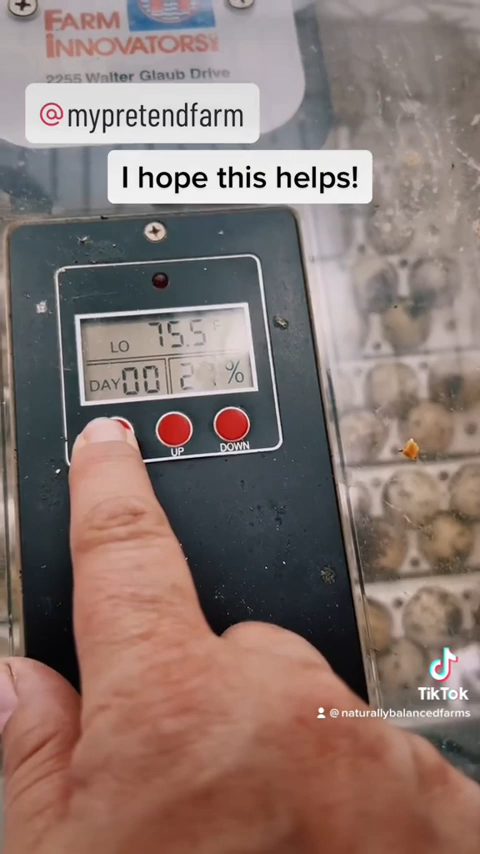 FARM
INNOVATORS
2255 Walter Glaub Drive
@mypretendfarm
I hope this helps!
LO 75.5 °F
DAY 00 %
UP
DOWN
TikTok
@naturallybalancedfarms